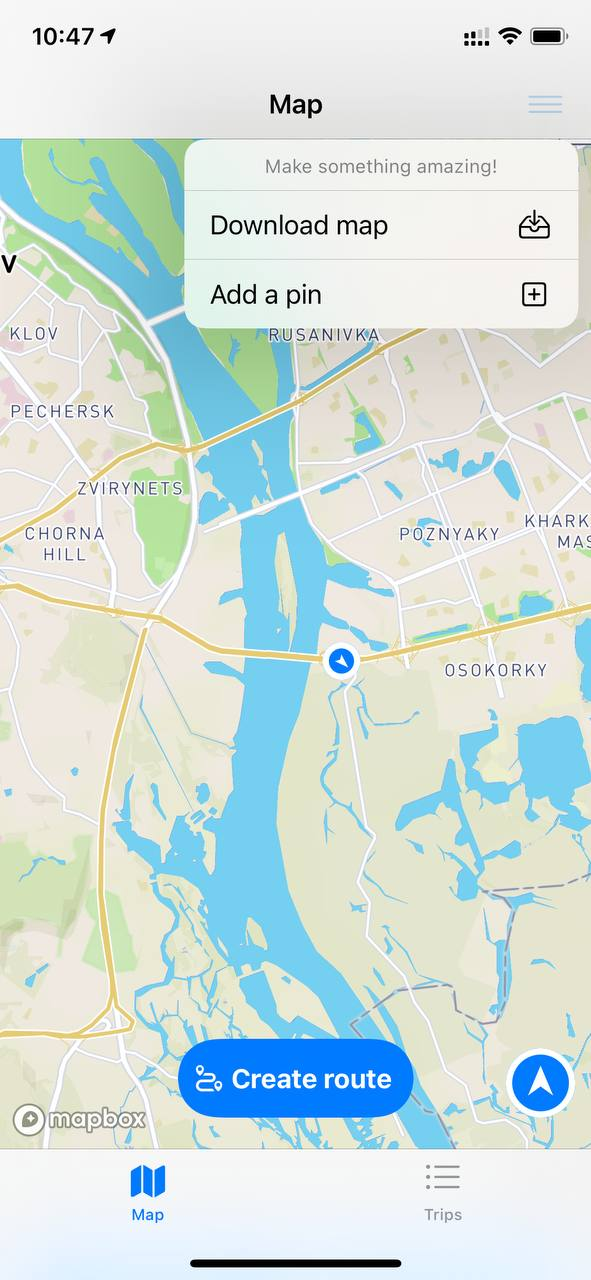 10:47
Map
Make something amazing!
Download map
Add a pin
V
KLOV
RUSANIVKA
PECHERSK
ZVIRYNETS
CHORNA
HILL
POZNYAKY
KHARK
MAS
OSOKORKY
Create route
mapbox
Map
Trips